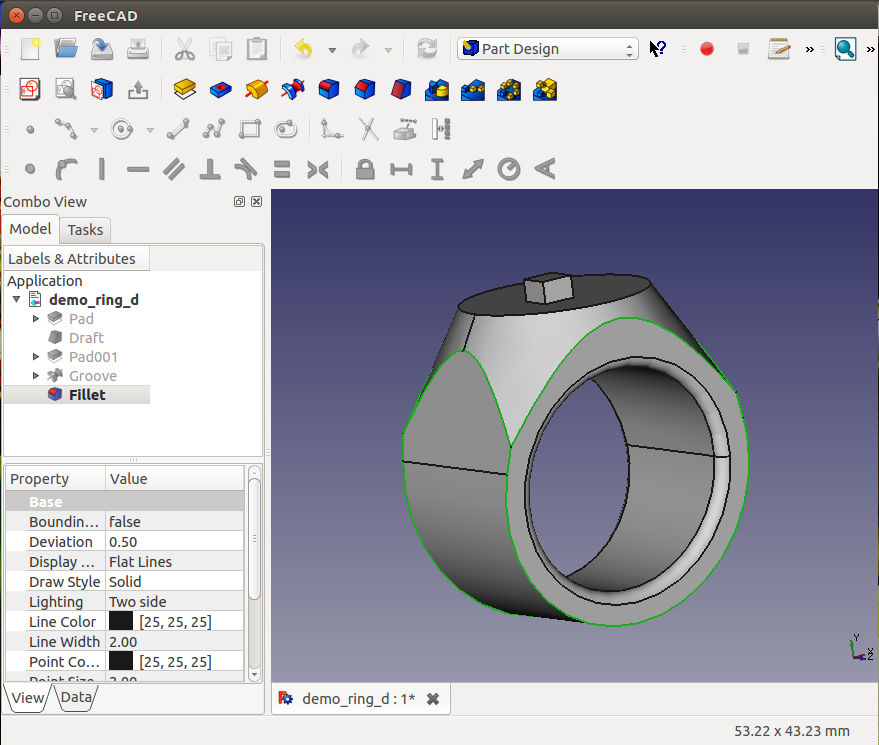 FreeCAD
Part Design
Combo View
Model Tasks
Labels & Attributes
Application
demo_ring_d
Pad
Draft
Pad001
Groove
Fillet
Property Value
Base
Boundin... false
Deviation 0.50
Display ... Flat Lines
Draw Style Solid
Lighting Two side
Line Color [25, 25, 25]
Line Width 2.00
Point Co... [25, 25, 25]
Point Size 2.00
View Data
demo_ring_d : 1*
Y
X
Z
53.22 x 43.23 mm